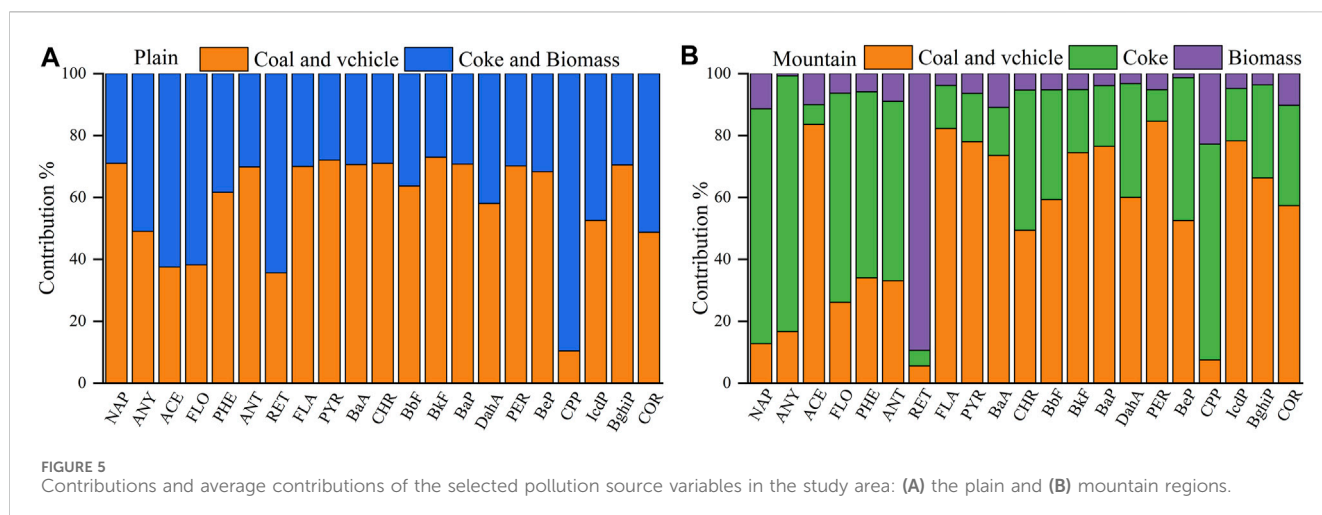 A Plain Coal and vchicle Coke and Biomass
100
80
60
40
20
0
Contribution %
NAP ANY ACE FLO PHE ANT RET FLA PYR BaA CHR BbF BkF BaP DahA PER BeP CPP IcdP BghiP COR
B Mountain Coal and vchicle Coke Biomass
100
80
60
40
20
0
Contribution %
NAP ANY ACE FLO PHE ANT RET FLA PYR BaA CHR BbF BkF BaP DahA PER BeP CPP IcdP BghiP COR
FIGURE 5
Contributions and average contributions of the selected pollution source variables in the study area: (A) the plain and (B) mountain regions.